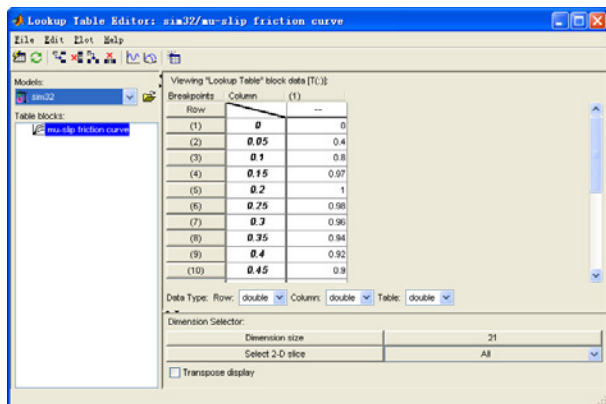 Lookup Table Editor: sim32/mu-slip friction curve
File Edit Plot Help
Models:
sim32
Table blocks:
mu-slip friction curve
Viewing "Lookup Table" block data [T(:)]:
Breakpoints Column (1)
Row --
(1) 0 0
(2) 0.05 0.4
(3) 0.1 0.8
(4) 0.15 0.97
(5) 0.2 1
(6) 0.25 0.98
(7) 0.3 0.96
(8) 0.35 0.94
(9) 0.4 0.92
(10) 0.45 0.9
Data Type: Row: double Column: double Table: double
Dimension Selector:
Dimension size 21
Select 2-D slice All
Transpose display